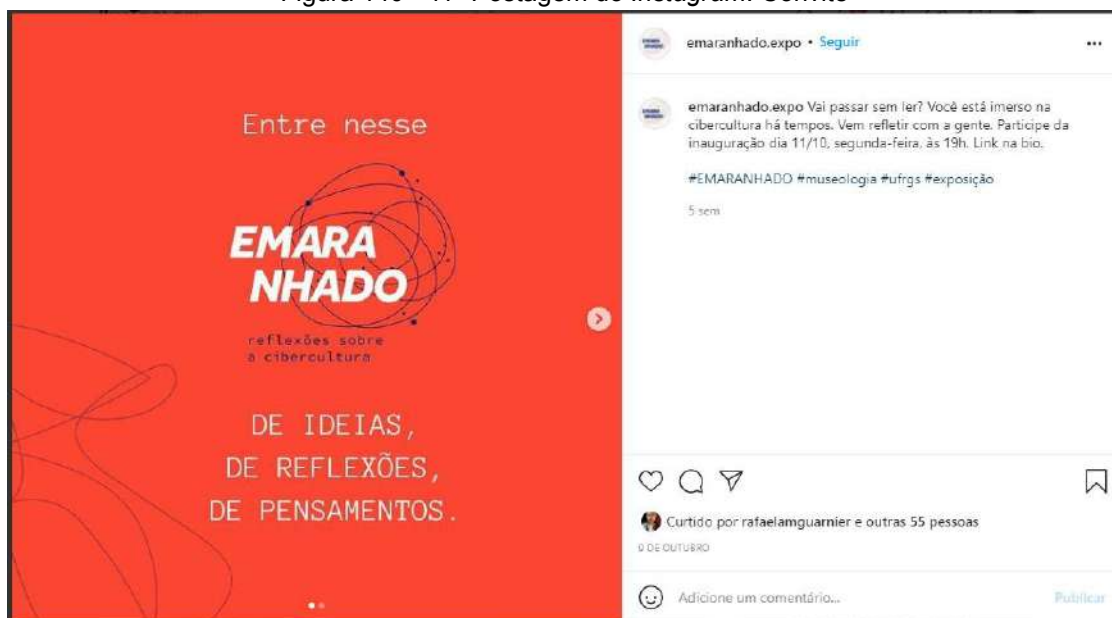 Entre nesse
EMARA
NHADO
reflexões sobre
a cibercultura
DE IDEIAS,
DE REFLEXÕES,
DE PENSAMENTOS.
emaranhado.expo • Seguir
emaranhado.expo Vai passar sem ler? Você está imerso na
cibercultura há tempos. Vem refletir com a gente. Participe da
inauguração dia 11/10, segunda-feira, às 19h. Link na bio.
#EMARANHADO #museologia #ufrgs #exposição
5 sem
Curtido por rafaelamguarnier e outras 55 pessoas
9 DE OUTUBRO
Adicione um comentário...
Publicar